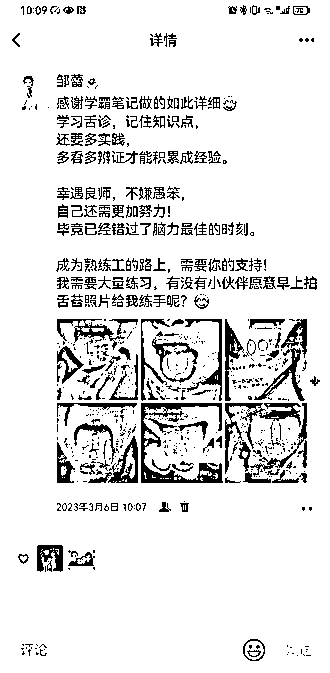 10:09
详情
邹蓉
感谢学霸笔记做的如此详细
学习舌诊，记住知识点，
还要多实践，
多看多辨证才能积累成经验。
幸遇良师，不嫌愚笨，
自己还需更加努力！
毕竟已经错过了脑力最佳的时刻。
成为熟练工的路上，需要你的支持！
我需要大量练习，有没有小伙伴愿意早上拍
舌苔照片给我练手呢？
2023年3月6日 10:07
评论